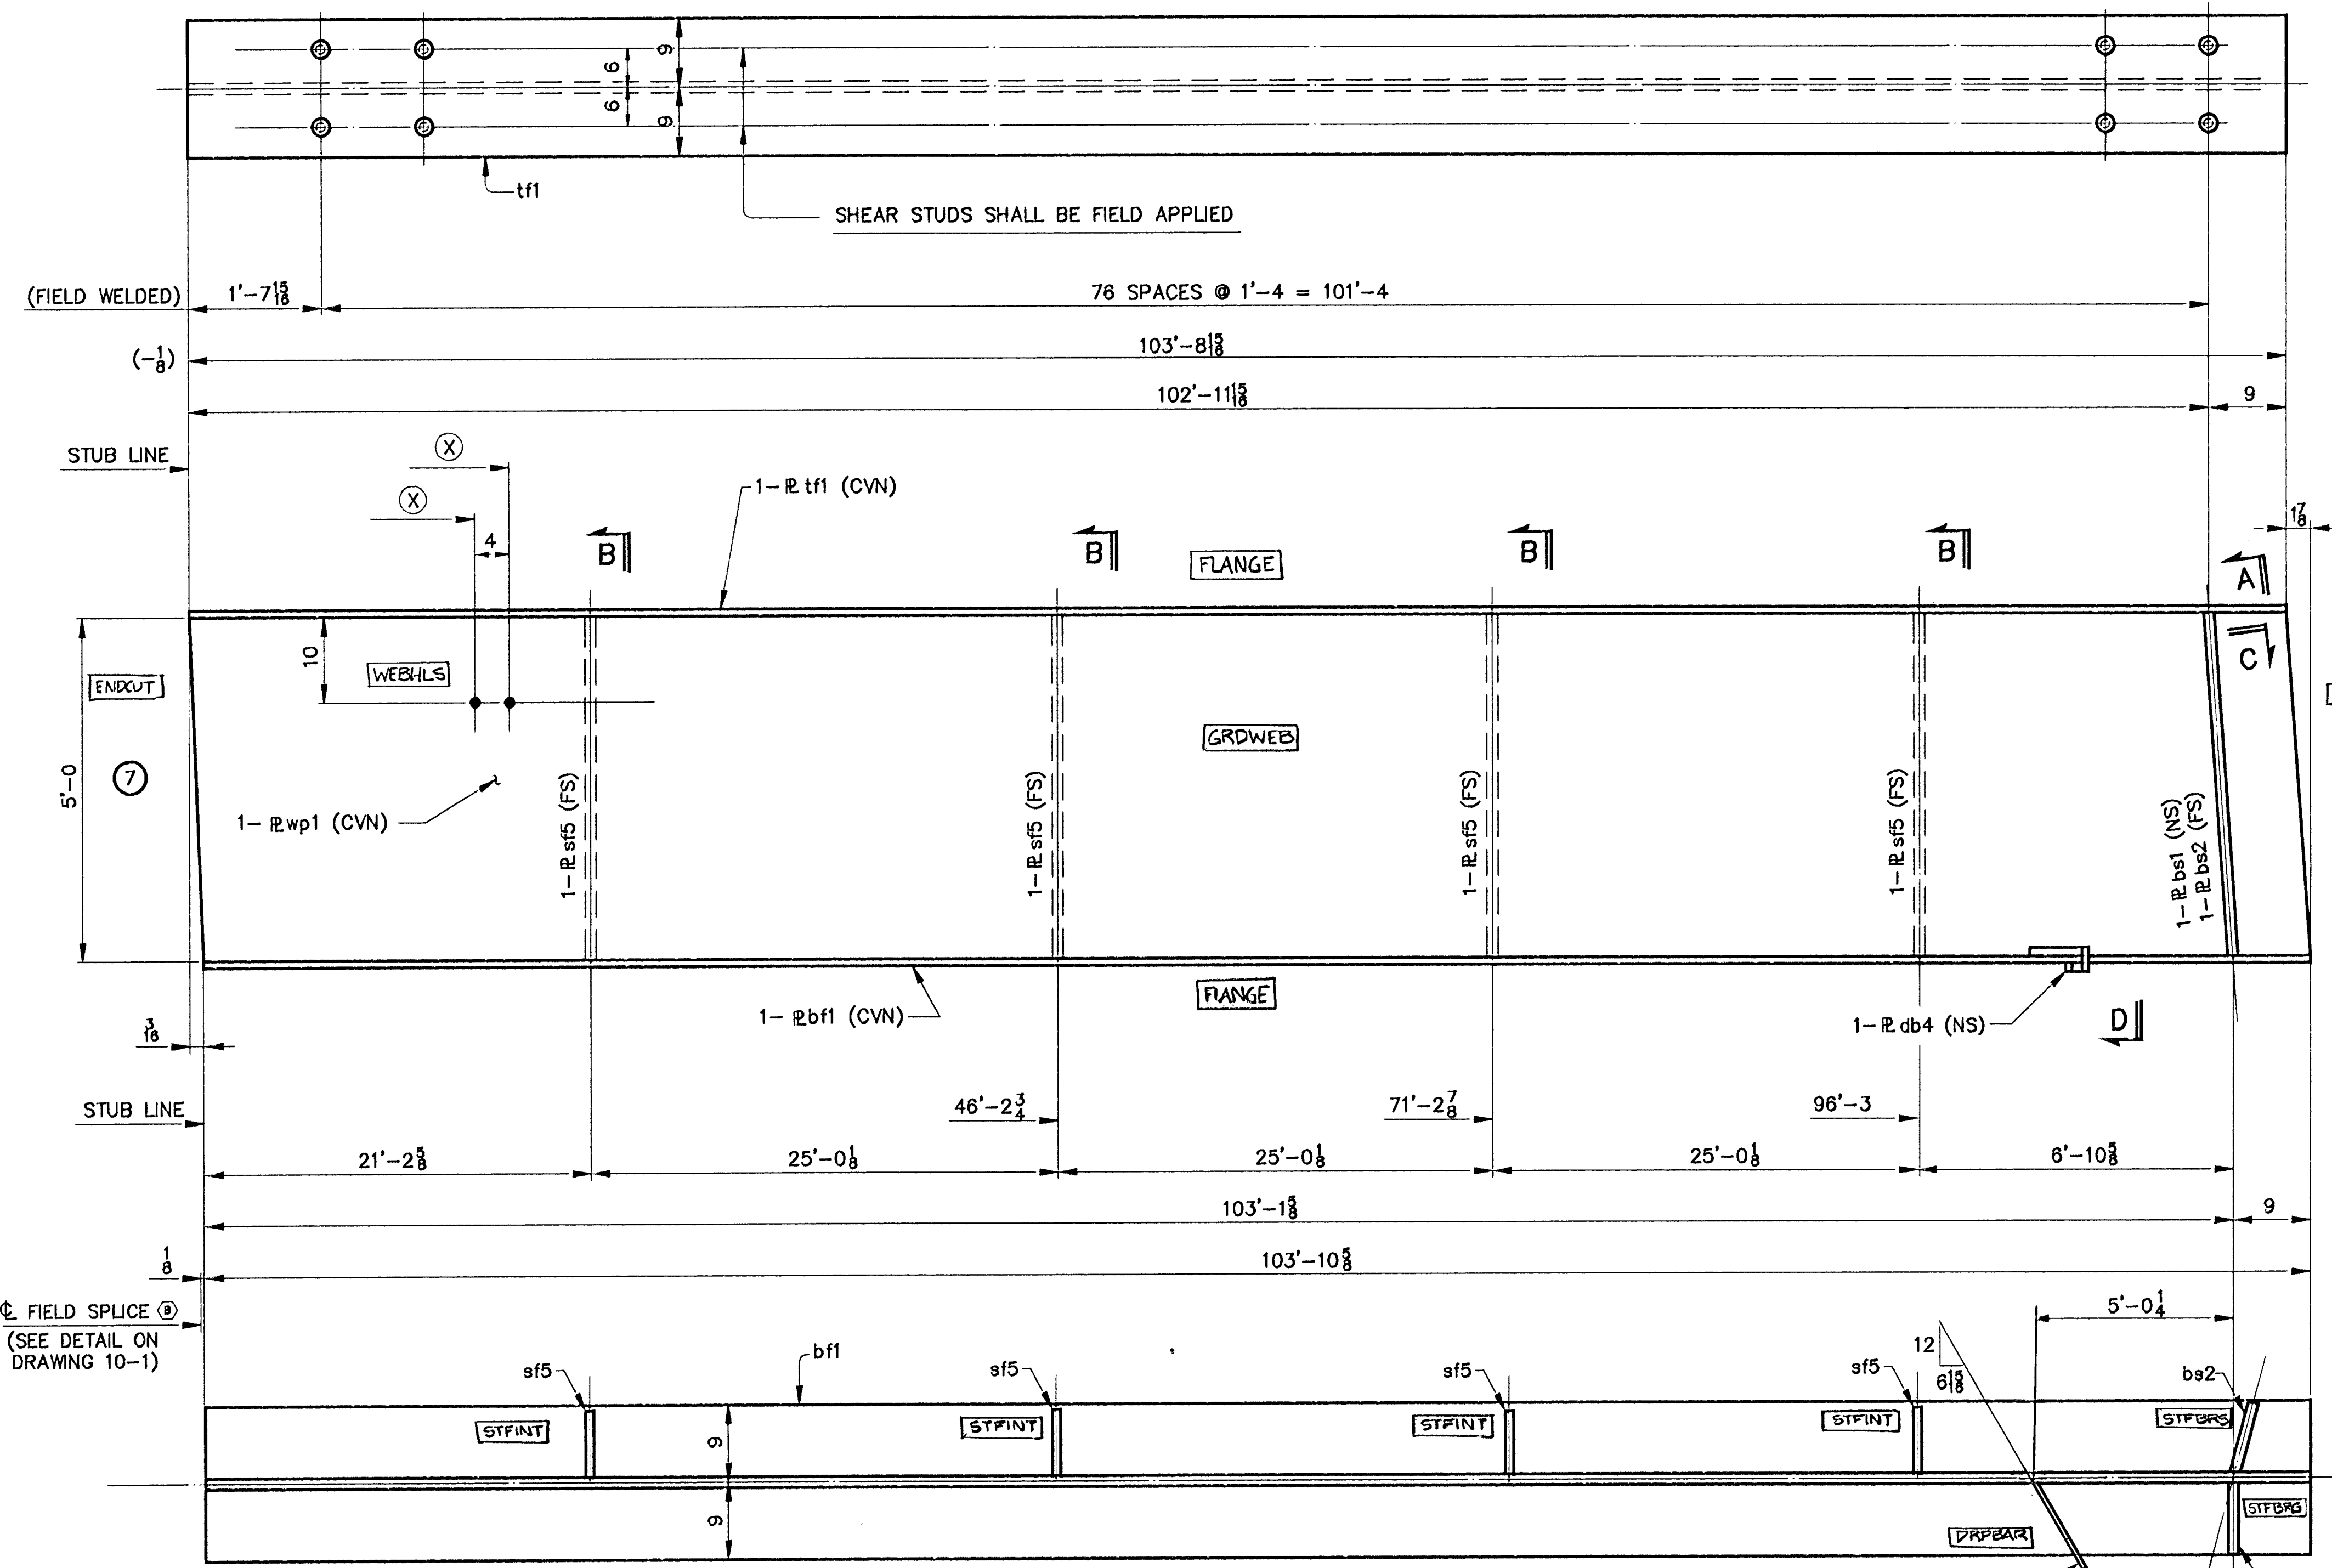 9
6
6
9
tf1
SHEAR STUDS SHALL BE FIELD APPLIED
(FIELD WELDED)
1'-7 15/16
76 SPACES @ 1'-4 = 101'-4
(-1/8)
103'-8 15/16
102'-11 15/16
9
STUB LINE
X
X
4
1- PL tf1 (CVN)
1 7/8
B
B
B
B
FLANGE
A
C
10
WEBHLS
ENDCUT
GRDWEB
5'-0
7
1- PL wp1 (CVN)
1- PL sf5 (FS)
1- PL sf5 (FS)
1- PL sf5 (FS)
1- PL sf5 (FS)
1- PL bs1 (NS)
1- PL bs2 (FS)
1- PL bf1 (CVN)
FLANGE
1- PL db4 (NS)
D
3/16
STUB LINE
46'-2 3/4
71'-2 7/8
96'-3
21'-2 5/8
25'-0 1/8
25'-0 1/8
25'-0 1/8
6'-10 5/8
103'-1 5/8
9
1/8
103'-10 5/8
℄ FIELD SPLICE B
(SEE DETAIL ON
DRAWING 10-1)
5'-0 1/4
12
6 15/16
bf1
sf5
sf5
sf5
sf5
bs2
STFINT
STFINT
STFINT
STFINT
STFBRS
9
9
DRPBAR
STFBRG